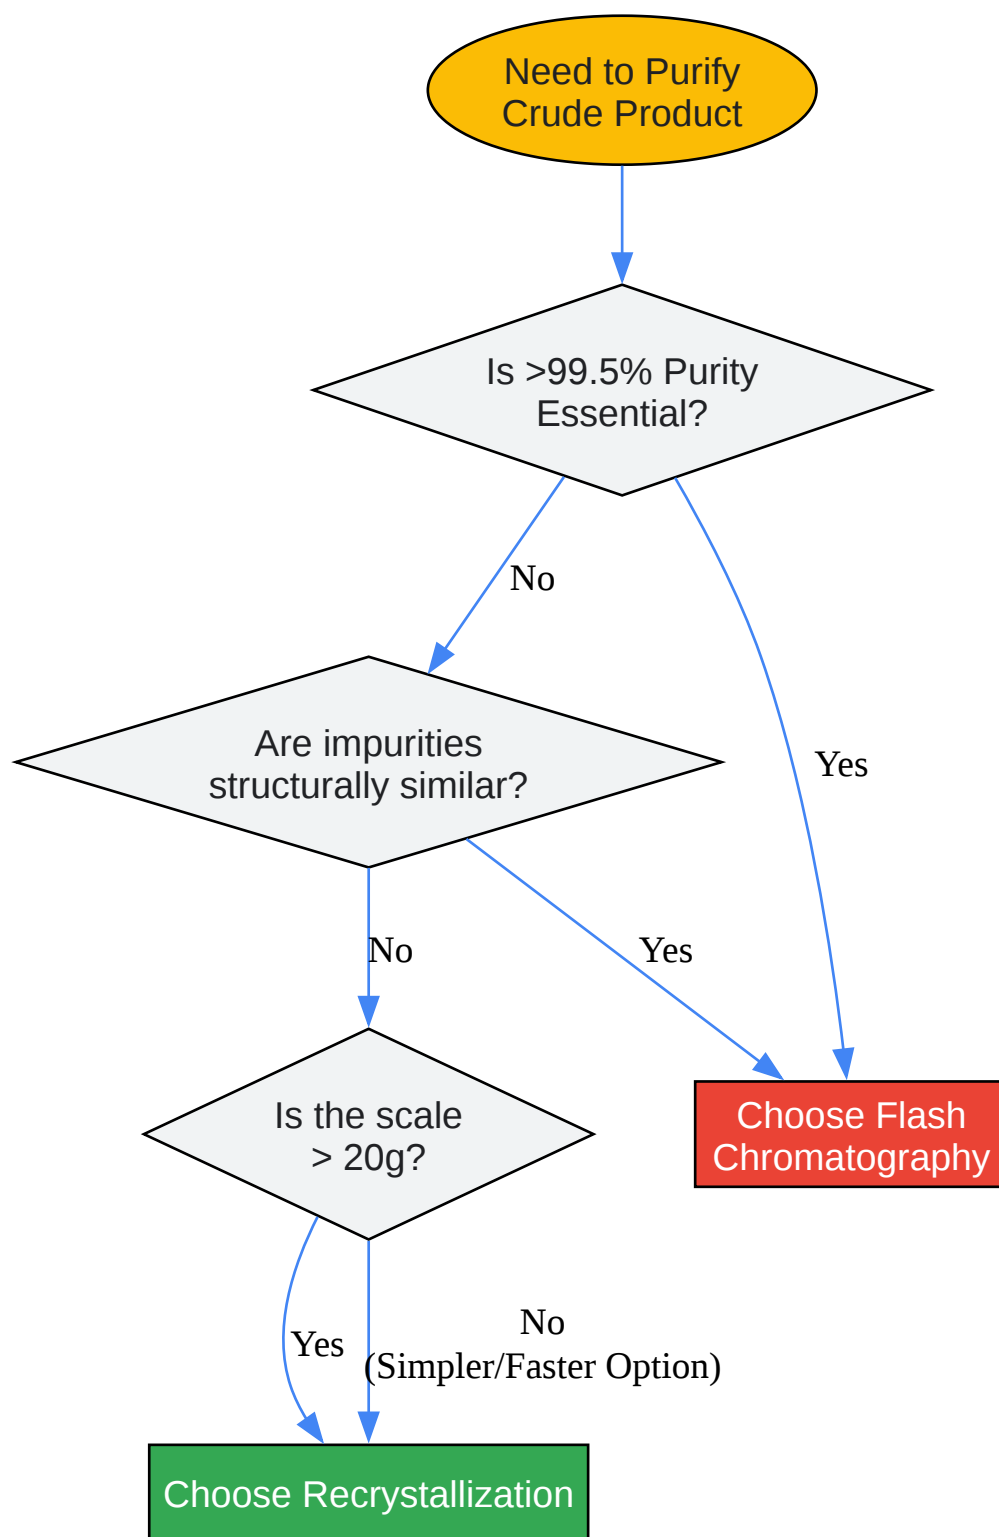 Need to Purify
Crude Product
Is >99.5% Purity
Essential?
No
Are impurities
structurally similar?
Yes
No
Yes
Is the scale
> 20g?
Choose Flash
Chromatography
Yes
No
(Simpler/Faster Option)
Choose Recrystallization